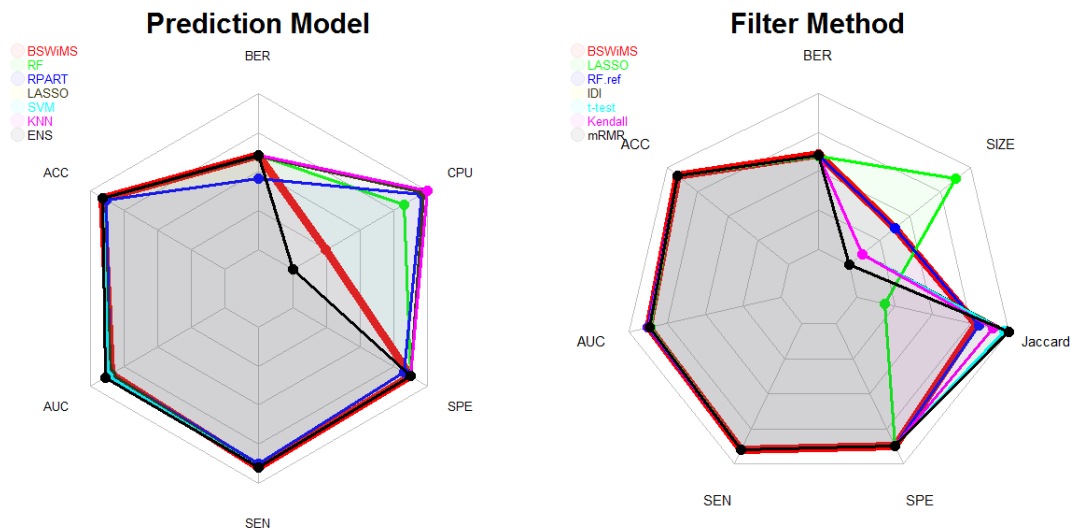 Prediction Model
BER
BSWiMS
RF
RPART
LASSO
SVM
KNN
ENS
ACC
CPU
AUC
SPE
SEN
Filter Method
BER
BSWiMS
LASSO
RF.ref
IDI
t-test
Kendall
mRMR
ACC
SIZE
AUC
Jaccard
SEN
SPE